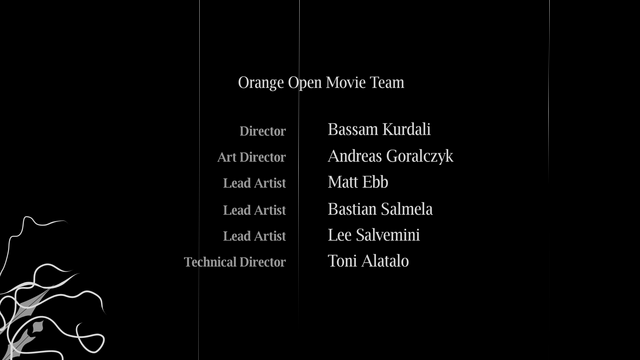 Orange Open Movie Team
Director Bassam Kurdali
Art Director Andreas Goralczyk
Lead Artist Matt Ebb
Lead Artist Bastian Salmela
Lead Artist Lee Salvemini
Technical Director Toni Alatalo